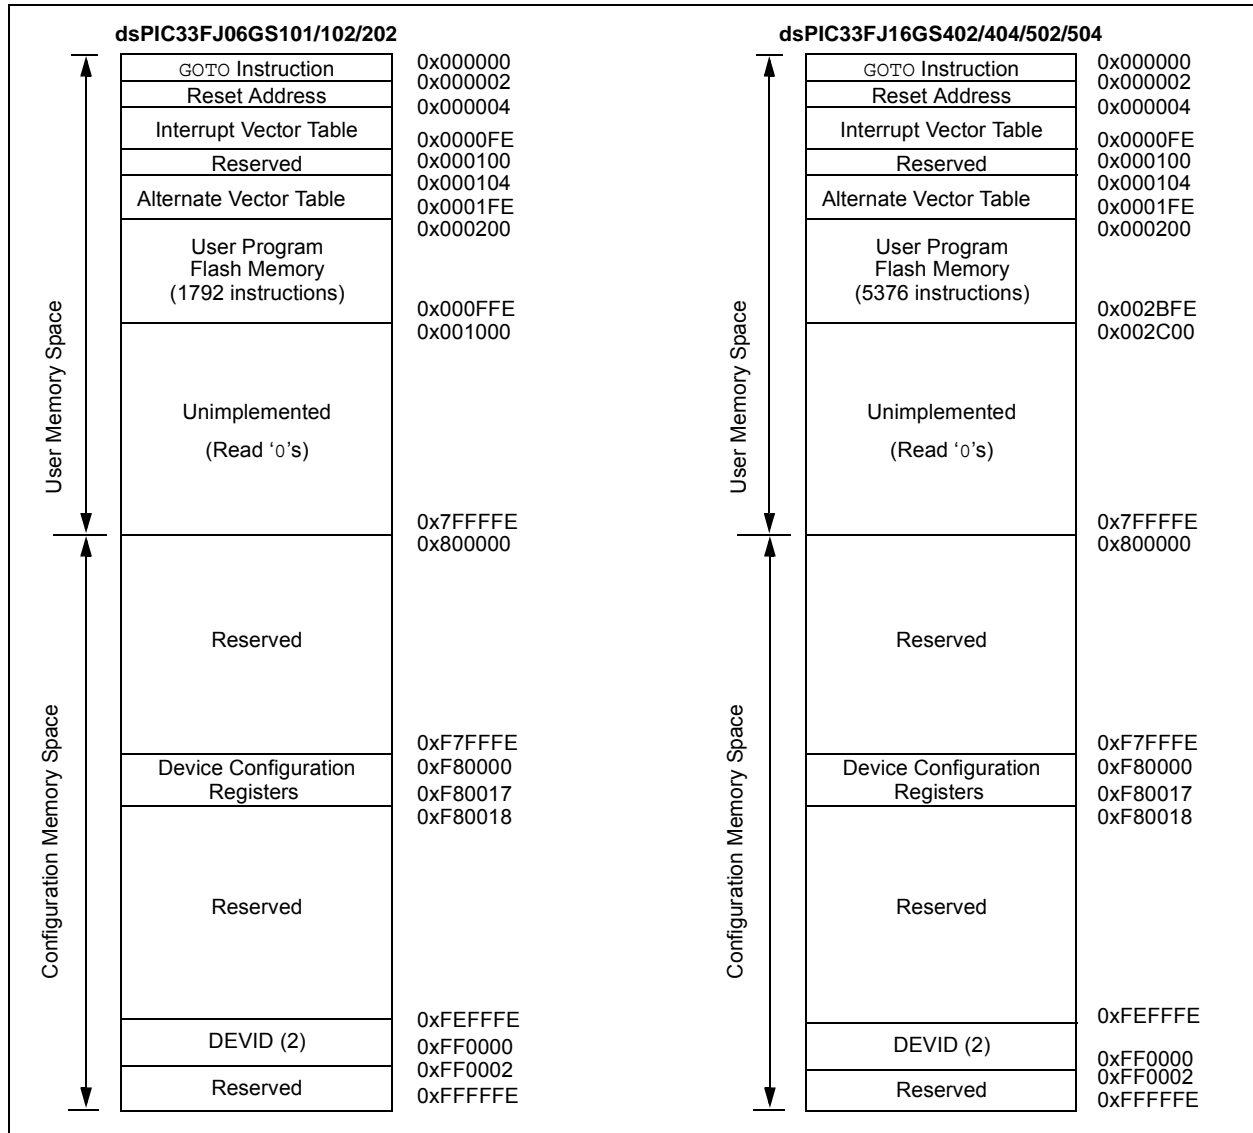 dsPIC33FJ06GS101/102/202
GOTO Instruction
0x000000
Reset Address
0x000002
0x000004
Interrupt Vector Table
0x0000FE
Reserved
0x000100
0x000104
Alternate Vector Table
0x0001FE
0x000200
User Program
Flash Memory
(1792 instructions)
0x000FFE
0x001000
User Memory Space
Unimplemented
(Read ‘0’s)
0x7FFFFE
0x800000
Reserved
0xF7FFFE
Device Configuration
Registers
0xF80000
0xF80017
0xF80018
Configuration Memory Space
Reserved
0xFEFFFE
DEVID (2)
0xFF0000
0xFF0002
Reserved
0xFFFFFE
dsPIC33FJ16GS402/404/502/504
GOTO Instruction
0x000000
Reset Address
0x000002
0x000004
Interrupt Vector Table
0x0000FE
Reserved
0x000100
0x000104
Alternate Vector Table
0x0001FE
0x000200
User Program
Flash Memory
(5376 instructions)
0x002BFE
0x002C00
User Memory Space
Unimplemented
(Read ‘0’s)
0x7FFFFE
0x800000
Reserved
0xF7FFFE
Device Configuration
Registers
0xF80000
0xF80017
0xF80018
Configuration Memory Space
Reserved
0xFEFFFE
DEVID (2)
0xFF0000
0xFF0002
Reserved
0xFFFFFE